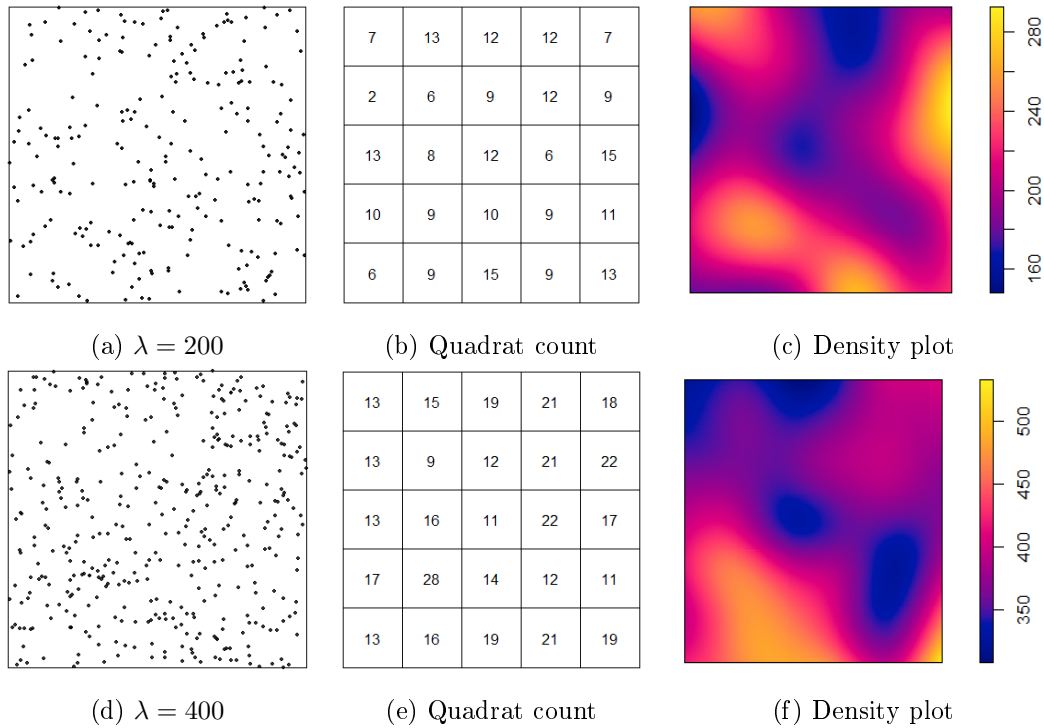 7 13 12 12 7
2 6 9 12 9
13 8 12 6 15
10 9 10 9 11
6 9 15 9 13
160 200 240 280
(a) λ = 200
(b) Quadrat count
(c) Density plot
13 15 19 21 18
13 9 12 21 22
13 16 11 22 17
17 28 14 12 11
13 16 19 21 19
350 400 450 500
(d) λ = 400
(e) Quadrat count
(f) Density plot